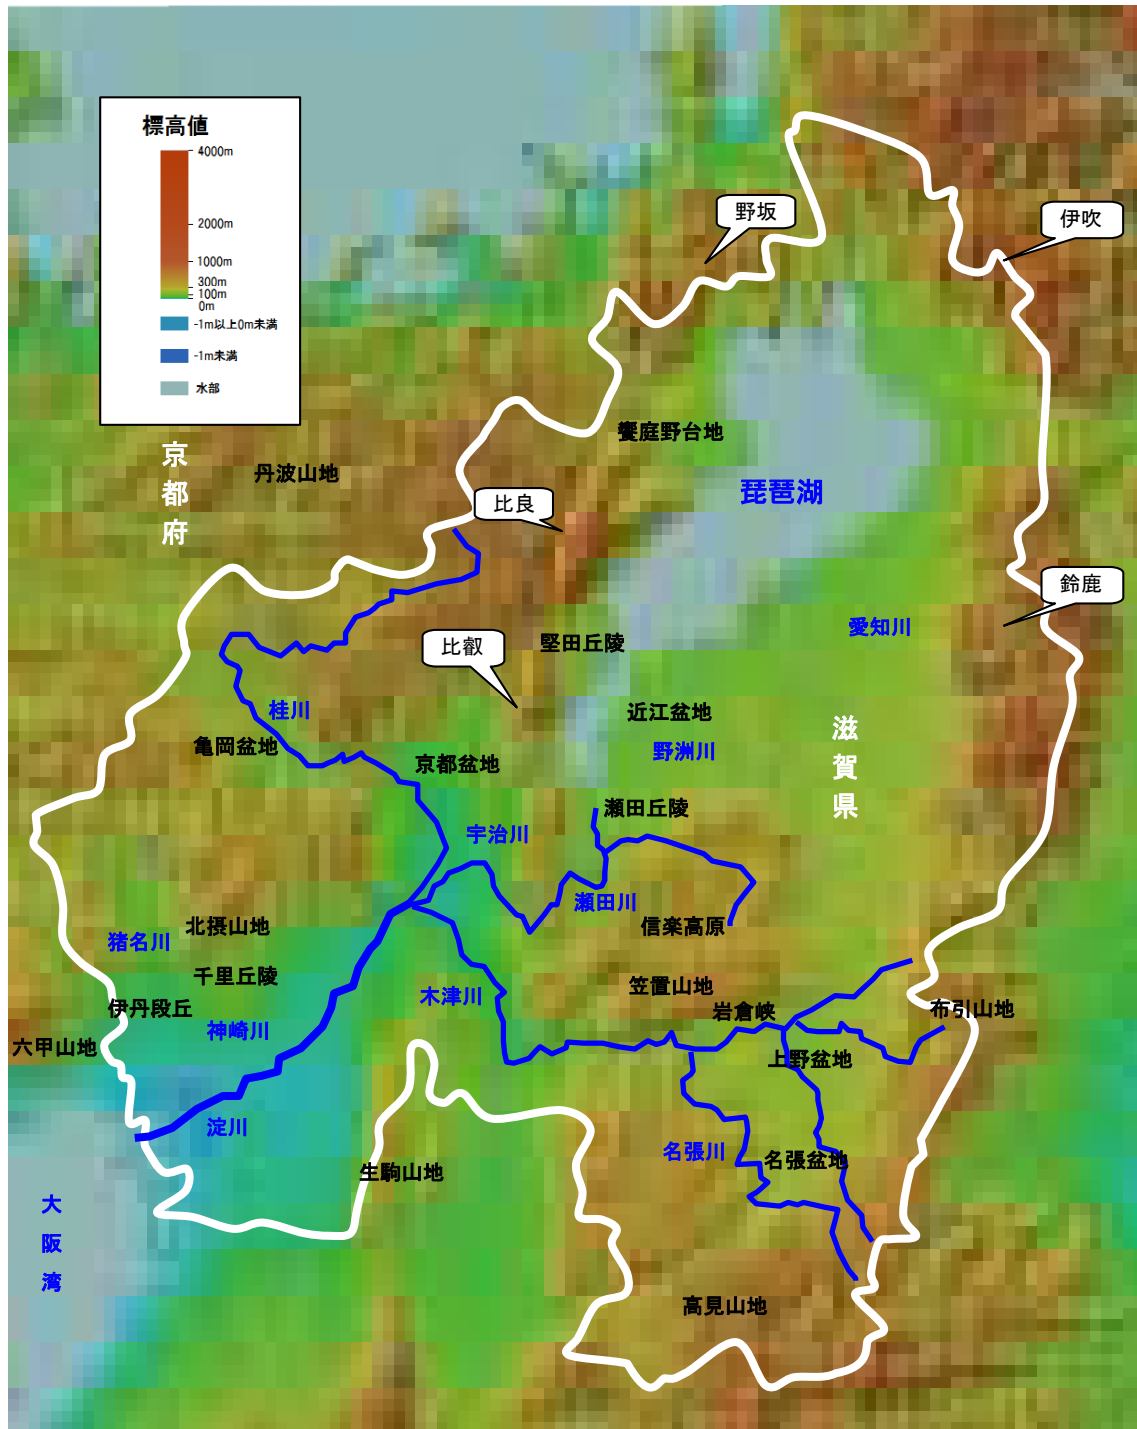 標高値
4000m
2000m
1000m
300m
100m
0m
-1m以上0m未満
-1m未満
水部
野坂
伊吹
京都府
丹波山地
饗庭野台地
琵琶湖
比良
鈴鹿
愛知川
比叡
堅田丘陵
桂川
近江盆地
滋賀県
亀岡盆地
京都盆地
野洲川
瀬田丘陵
宇治川
瀬田川
信楽高原
北摂山地
猪名川
千里丘陵
木津川
笠置山地
伊丹段丘
神崎川
岩倉峡
布引山地
六甲山地
上野盆地
淀川
名張川
名張盆地
生駒山地
大阪湾
高見山地